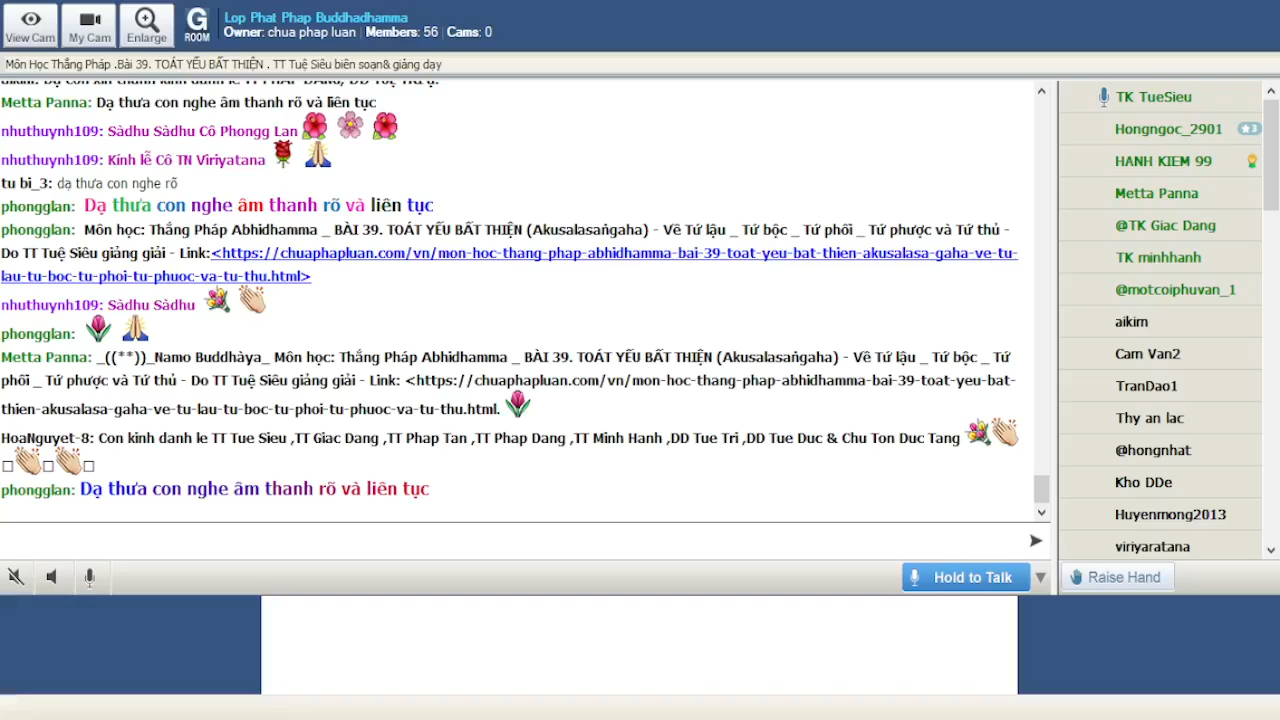 View Cam
My Cam
Enlarge
G
ROOM
Lop Phat Phap Buddhadhamma
Owner: chua phap luan | Members: 56 | Cams: 0
Môn Học Thắng Pháp .Bài 39. TOÁT YẾU BẤT THIỆN . TT Tuệ Siêu biên soạn& giảng dạy
Metta Panna: Dạ thưa con nghe âm thanh rõ và liên tục
nhuthuynh109: Sàdhu Sàdhu Cô Phongg Lan
nhuthuynh109: Kính lễ Cô TN Viriyatana
tu bi_3: dạ thưa con nghe rõ
phongglan: Dạ thưa con nghe âm thanh rõ và liên tục
phongglan: Môn học: Thắng Pháp Abhidhamma _ BÀI 39. TOÁT YẾU BẤT THIỆN (Akusalasaṅgaha) - Về Tứ lậu _ Tứ bộc _ Tứ phối _ Tứ phược và Tứ thủ -
Do TT Tuệ Siêu giảng giải - Link:<https://chuaphapluan.com/vn/mon-hoc-thang-phap-abhidhamma-bai-39-toat-yeu-bat-thien-akusalasa-gaha-ve-tu-
lau-tu-boc-tu-phoi-tu-phuoc-va-tu-thu.html>
nhuthuynh109: Sàdhu Sàdhu
phongglan:
Metta Panna: _((**))_Namo Buddhàya_ Môn học: Thắng Pháp Abhidhamma _ BÀI 39. TOÁT YẾU BẤT THIỆN (Akusalasaṅgaha) - Về Tứ lậu _ Tứ bộc _ Tứ
phối _ Tứ phược và Tứ thủ - Do TT Tuệ Siêu giảng giải - Link: <https://chuaphapluan.com/vn/mon-hoc-thang-phap-abhidhamma-bai-39-toat-yeu-bat-
thien-akusalasa-gaha-ve-tu-lau-tu-boc-tu-phoi-tu-phuoc-va-tu-thu.html.
HoaNguyet-8: Con kinh danh le TT Tue Sieu ,TT Giac Dang ,TT Phap Tan ,TT Phap Dang ,TT Minh Hanh ,DD Tue Tri ,DD Tue Duc & Chu Ton Duc Tang
phongglan: Dạ thưa con nghe âm thanh rõ và liên tục
Hold to Talk
TK TueSieu
Hongngoc_2901
3
HANH KIEM 99
Metta Panna
@TK Giac Dang
TK minhhanh
@motcoiphuvan_1
aikim
Cam Van2
TranDao1
Thy an lac
@hongnhat
Kho DDe
Huyenmong2013
viriyaratana
Raise Hand